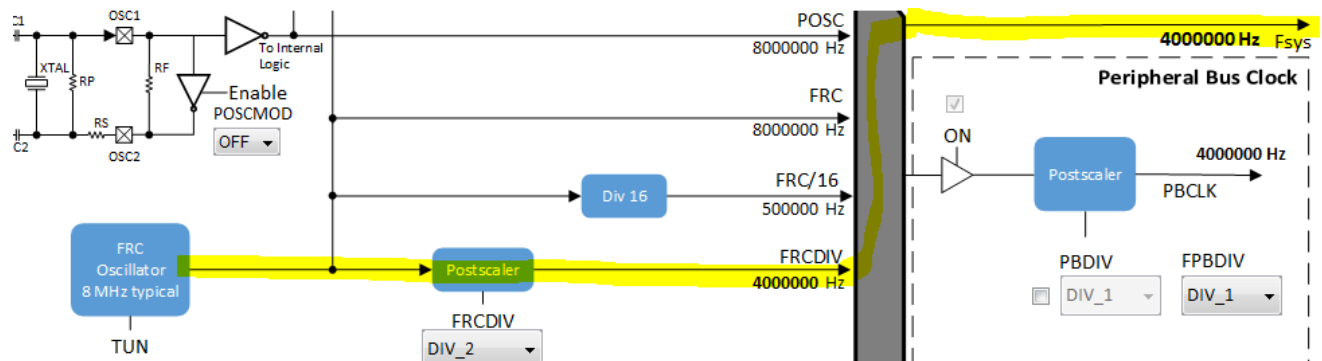 C1
OSC1
XTAL
RP
RF
RS
C2
OSC2
To Internal
Logic
Enable
POSCMOD
OFF
POSC
8000000 Hz
FRC
8000000 Hz
Div 16
FRC/16
500000 Hz
FRC
Oscillator
8 MHz typical
TUN
Postscaler
FRCDIV
DIV_2
FRCDIV
4000000 Hz
4000000 Hz Fsys
Peripheral Bus Clock
ON
Postscaler
4000000 Hz
PBCLK
PBDIV
DIV_1
FPBDIV
DIV_1